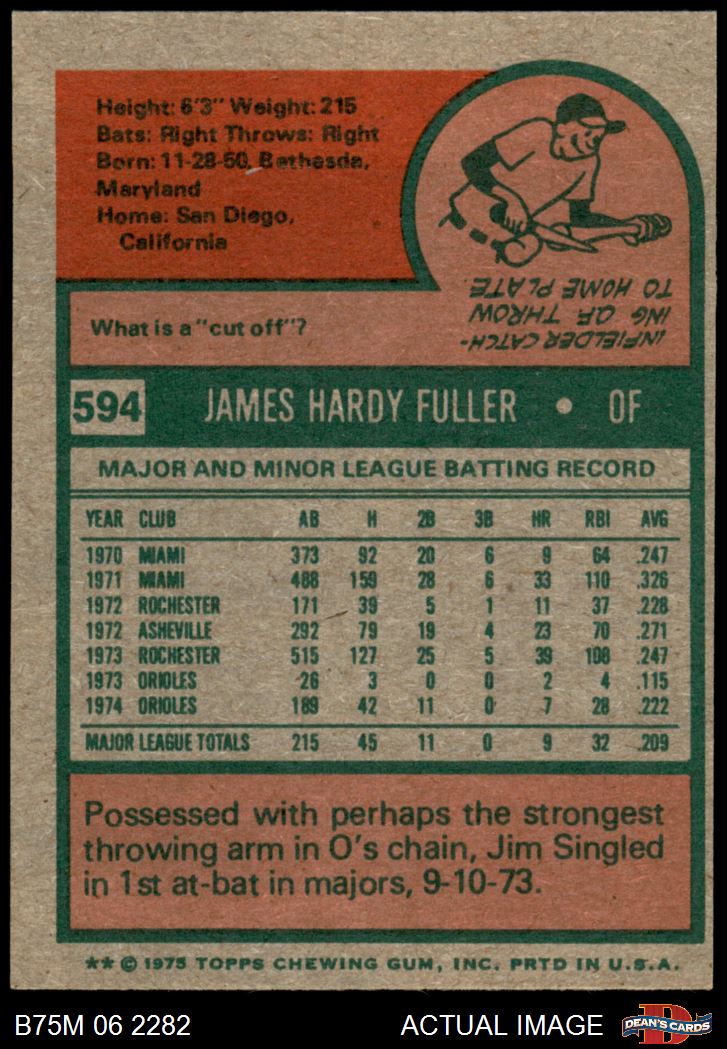 Height: 6'3" Weight: 215
Bats: Right Throws: Right
Born: 11-28-50, Bethesda,
Maryland
Home: San Diego,
California
What is a "cut off"?
INFIELDER CATCH-
ING OF THROW
TO HOME PLATE.
594 JAMES HARDY FULLER • OF
MAJOR AND MINOR LEAGUE BATTING RECORD
YEAR CLUB AB H 2B 3B HR RBI AVG
1970 MIAMI 373 92 20 6 9 64 .247
1971 MIAMI 488 159 28 6 33 110 .326
1972 ROCHESTER 171 39 5 1 11 37 .228
1972 ASHEVILLE 292 79 19 4 23 70 .271
1973 ROCHESTER 515 127 25 5 39 108 .247
1973 ORIOLES 26 3 0 0 2 4 .115
1974 ORIOLES 189 42 11 0 7 28 .222
MAJOR LEAGUE TOTALS 215 45 11 0 9 32 .209
Possessed with perhaps the strongest
throwing arm in O's chain, Jim Singled
in 1st at-bat in majors, 9-10-73.
** © 1975 TOPPS CHEWING GUM, INC. PRTD IN U.S.A.
B75M 06 2282 ACTUAL IMAGE D DEAN'S CARDS